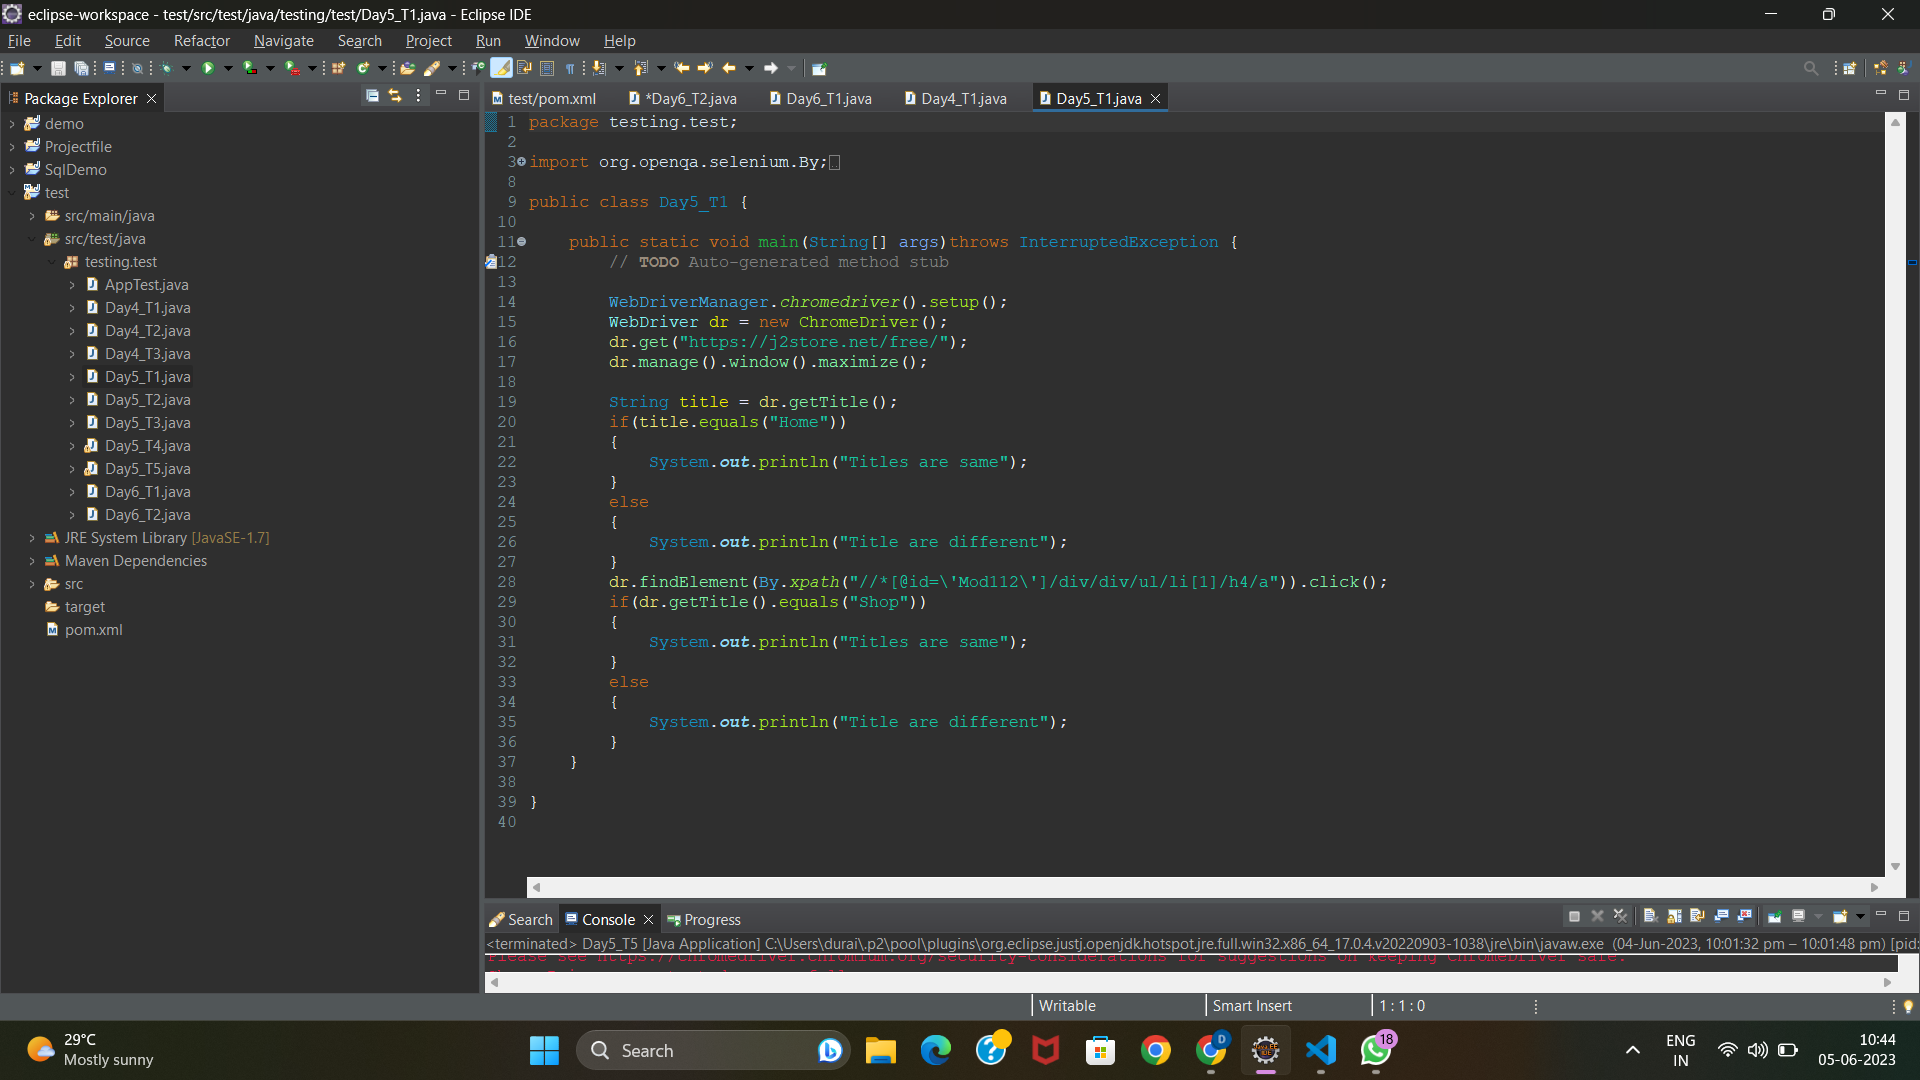 eclipse-workspace - test/src/test/java/testing/test/Day5_T1.java - Eclipse IDE
File Edit Source Refactor Navigate Search Project Run Window Help
Package Explorer
demo
Projectfile
SqlDemo
test
src/main/java
src/test/java
testing.test
AppTest.java
Day4_T1.java
Day4_T2.java
Day4_T3.java
Day5_T1.java
Day5_T2.java
Day5_T3.java
Day5_T4.java
Day5_T5.java
Day6_T1.java
Day6_T2.java
JRE System Library [JavaSE-1.7]
Maven Dependencies
src
target
pom.xml
test/pom.xml *Day6_T2.java Day6_T1.java Day4_T1.java Day5_T1.java
1 package testing.test;
2
3 import org.openqa.selenium.By;
8
9 public class Day5_T1 {
10
11 public static void main(String[] args)throws InterruptedException {
12 // TODO Auto-generated method stub
13
14 WebDriverManager.chromedriver().setup();
15 WebDriver dr = new ChromeDriver();
16 dr.get("https://j2store.net/free/");
17 dr.manage().window().maximize();
18
19 String title = dr.getTitle();
20 if(title.equals("Home"))
21 {
22 System.out.println("Titles are same");
23 }
24 else
25 {
26 System.out.println("Title are different");
27 }
28 dr.findElement(By.xpath("//*[@id=\'Mod112\']/div/div/ul/li[1]/h4/a")).click();
29 if(dr.getTitle().equals("Shop"))
30 {
31 System.out.println("Titles are same");
32 }
33 else
34 {
35 System.out.println("Title are different");
36 }
37 }
38
39 }
40
Search Console Progress
<terminated> Day5_T5 [Java Application] C:\Users\durai\.p2\pool\plugins\org.eclipse.justj.openjdk.hotspot.jre.full.win32.x86_64_17.0.4.v20220903-1038\jre\bin\javaw.exe (04-Jun-2023, 10:01:32 pm – 10:01:48 pm) [pid:
Please see https://chromedriver.chromium.org/security-considerations for suggestions on keeping ChromeDriver safe.
Writable Smart Insert 1 : 1 : 0
29°C
Mostly sunny
Search
D
18
ENG
IN
10:44
05-06-2023